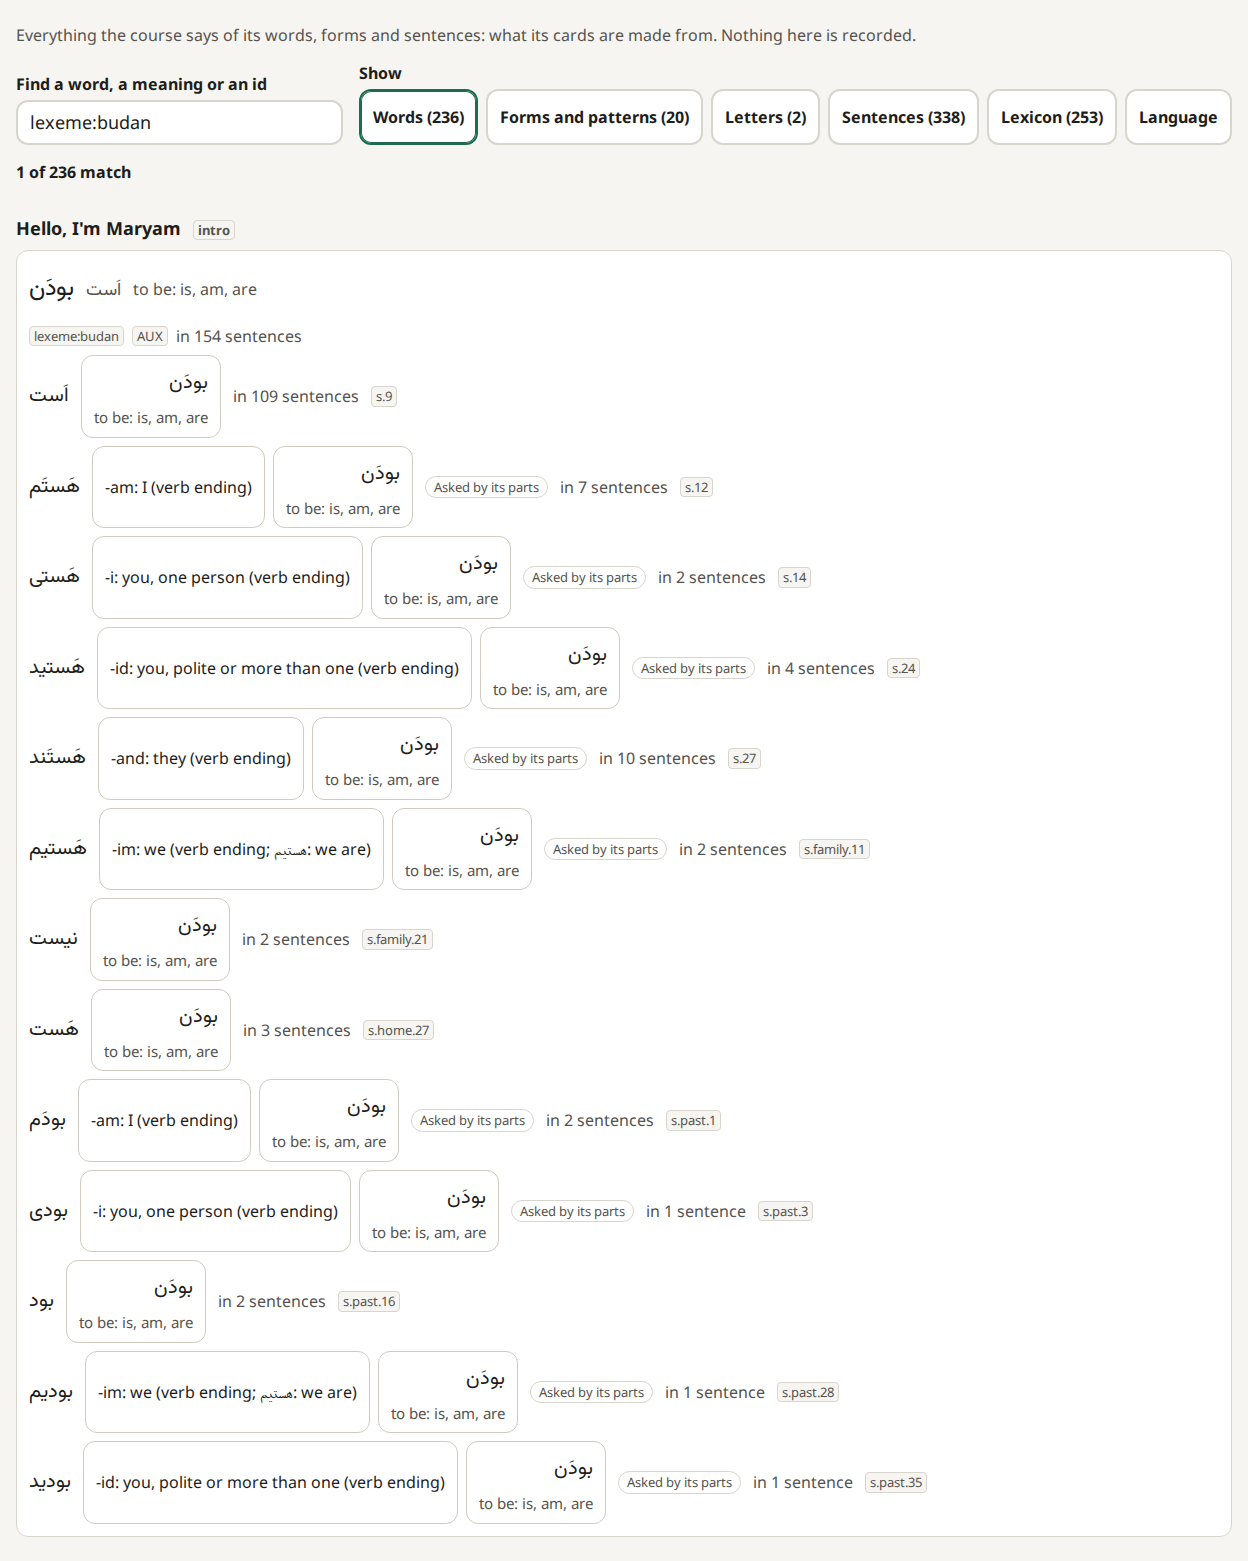 Everything the course says of its words, forms and sentences: what its cards are made from. Nothing here is recorded.
Find a word, a meaning or an id
lexeme:budan
Show
Words (236) Forms and patterns (20) Letters (2) Sentences (338) Lexicon (253) Language
1 of 236 match
Hello, I'm Maryam intro
بودَن اَست to be: is, am, are
lexeme:budan AUX in 154 sentences
اَست بودَن to be: is, am, are in 109 sentences s.9
هَستَم -am: I (verb ending) بودَن to be: is, am, are Asked by its parts in 7 sentences s.12
هَستی -i: you, one person (verb ending) بودَن to be: is, am, are Asked by its parts in 2 sentences s.14
هَستید -id: you, polite or more than one (verb ending) بودَن to be: is, am, are Asked by its parts in 4 sentences s.24
هَستَند -and: they (verb ending) بودَن to be: is, am, are Asked by its parts in 10 sentences s.27
هَستیم -im: we (verb ending; هستیم: we are) بودَن to be: is, am, are Asked by its parts in 2 sentences s.family.11
نیست بودَن to be: is, am, are in 2 sentences s.family.21
هَست بودَن to be: is, am, are in 3 sentences s.home.27
بودَم -am: I (verb ending) بودَن to be: is, am, are Asked by its parts in 2 sentences s.past.1
بودی -i: you, one person (verb ending) بودَن to be: is, am, are Asked by its parts in 1 sentence s.past.3
بود بودَن to be: is, am, are in 2 sentences s.past.16
بودیم -im: we (verb ending; هستیم: we are) بودَن to be: is, am, are Asked by its parts in 1 sentence s.past.28
بودید -id: you, polite or more than one (verb ending) بودَن to be: is, am, are Asked by its parts in 1 sentence s.past.35